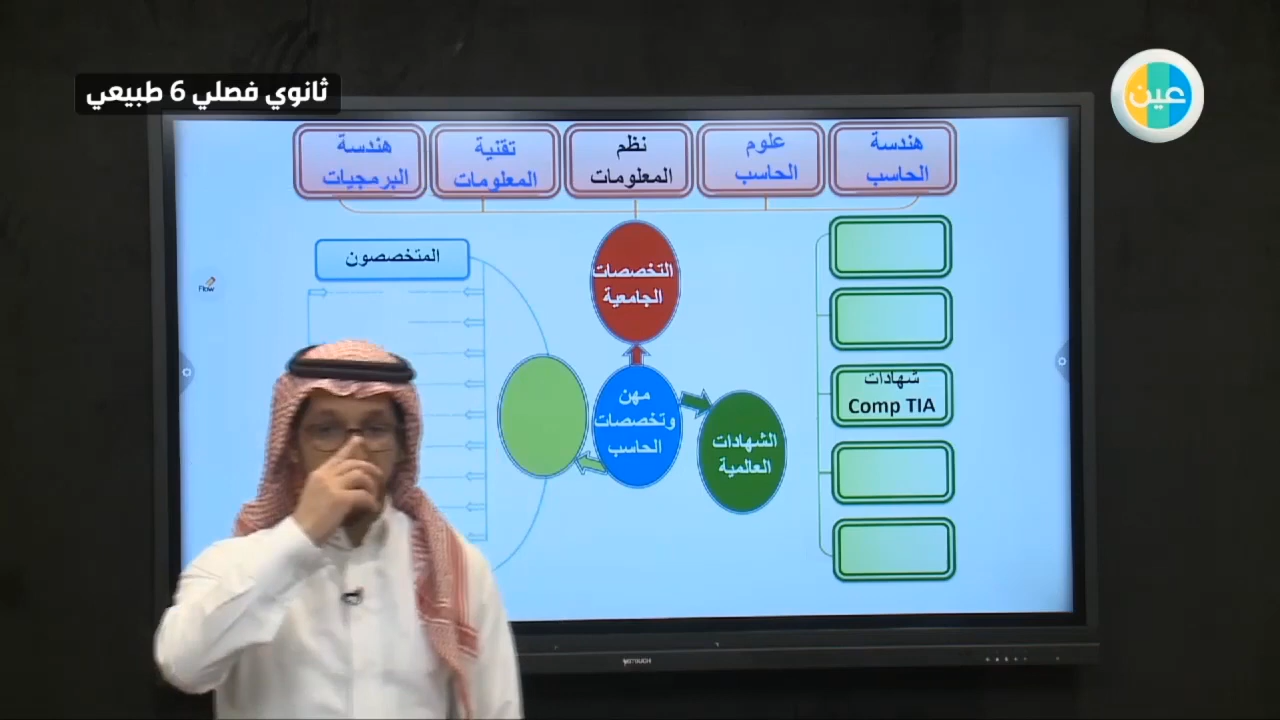 ثانوي فصلي 6 طبيعي
عين
هندسة
الحاسب
علوم
الحاسب
نظم
المعلومات
تقنية
المعلومات
هندسة
البرمجيات
التخصصات
الجامعية
المتخصصون
Flow
مهن
وتخصصات
الحاسب
الشهادات
العالمية
شهادات
Comp TIA